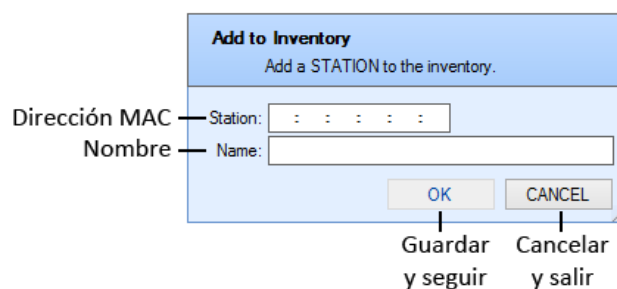 Add to Inventory
Add a STATION to the inventory.
Dirección MAC Station: : : : : :
Nombre Name:
OK CANCEL
Guardar Cancelar
y seguir y salir